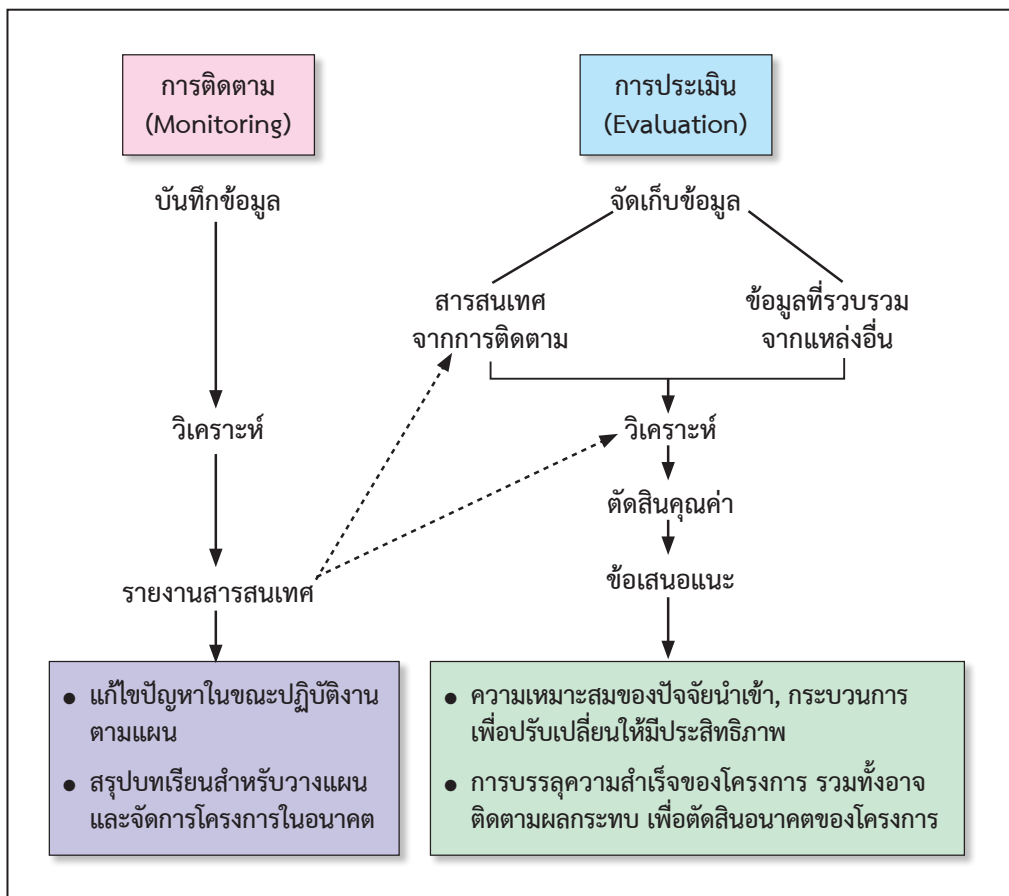 การติดตาม
(Monitoring)
บันทึกข้อมูล
วิเคราะห์
รายงานสารสนเทศ
● แก้ไขปัญหาในขณะปฏิบัติงาน
ตามแผน
● สรุปบทเรียนสำหรับวางแผน
และจัดการโครงการในอนาคต
การประเมิน
(Evaluation)
จัดเก็บข้อมูล
สารสนเทศ
จากการติดตาม
ข้อมูลที่รวบรวม
จากแหล่งอื่น
วิเคราะห์
ตัดสินคุณค่า
ข้อเสนอแนะ
● ความเหมาะสมของปัจจัยนำเข้า, กระบวนการ
เพื่อปรับเปลี่ยนให้มีประสิทธิภาพ
● การบรรลุความสำเร็จของโครงการ รวมทั้งอาจ
ติดตามผลกระทบ เพื่อตัดสินอนาคตของโครงการ